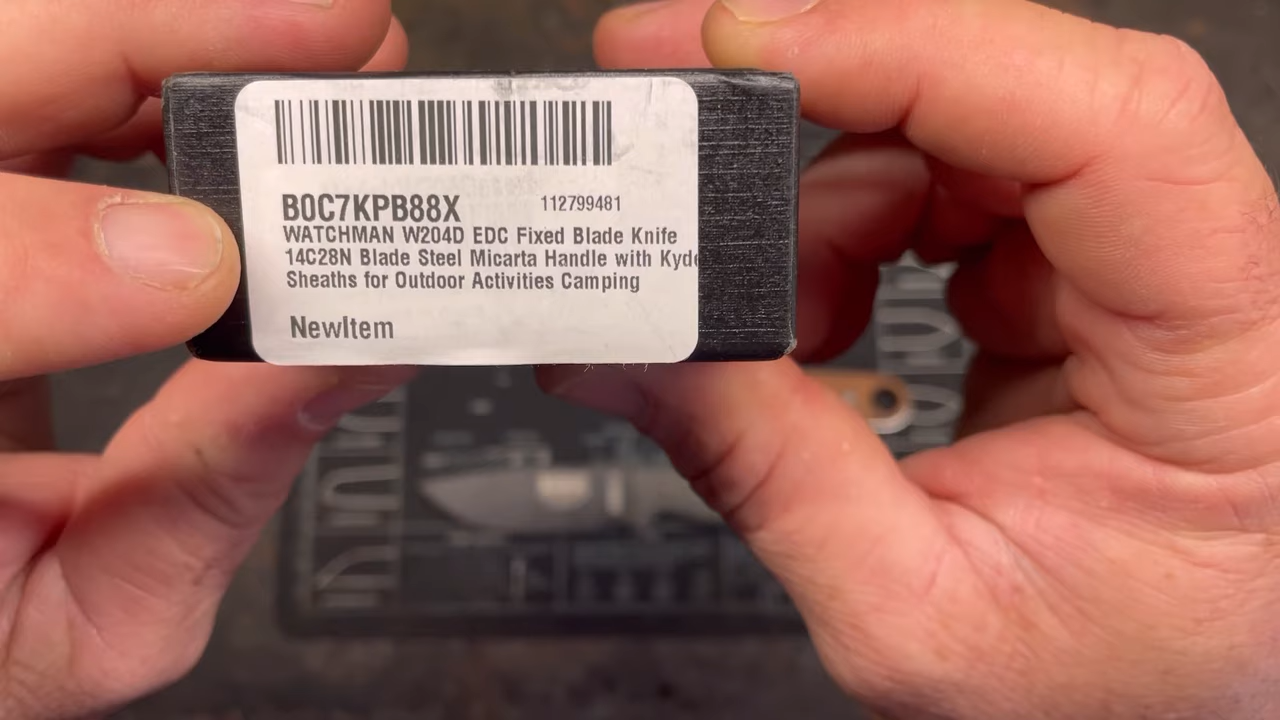 B0C7KPB88X 112799481
WATCHMAN W204D EDC Fixed Blade Knife
14C28N Blade Steel Micarta Handle with Kyde
Sheaths for Outdoor Activities Camping
NewItem